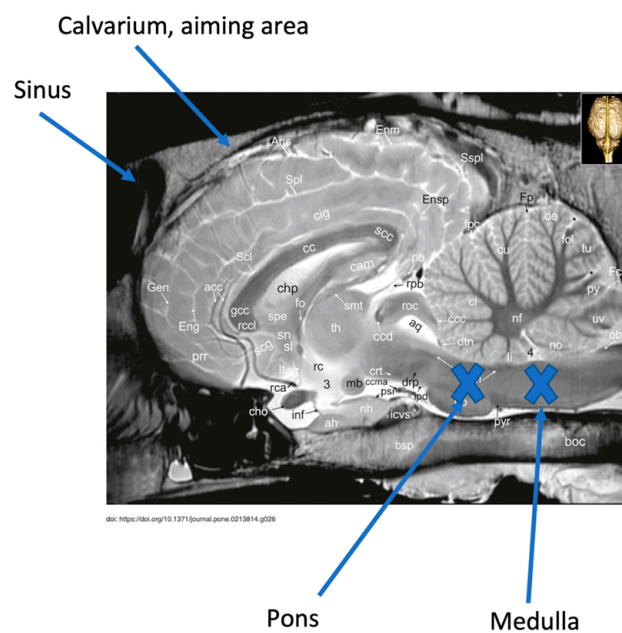 Calvarium, aiming area
Sinus
Ans
Enm
Sspl
Spl
Ensp
Fp
de
cig
fpc
fol
scc
cu
tu
Scl
cc
cam
pb
Fc
Gen
acc
chp
rpb
py
smt
roc
cl
gcc
fo
spe
aq
ccc
nf
uv
Eng
rccl
th
ccd
sn
dtn
no
ob
prr
scg
sl
li
4
rc
crt
rca
3
mb
ccma
drp
psi
ipd
cho
inf
nh
icvs
pyr
ah
bsp
boc
doi: https://doi.org/10.1371/journal.pone.0213814.g026
Pons
Medulla